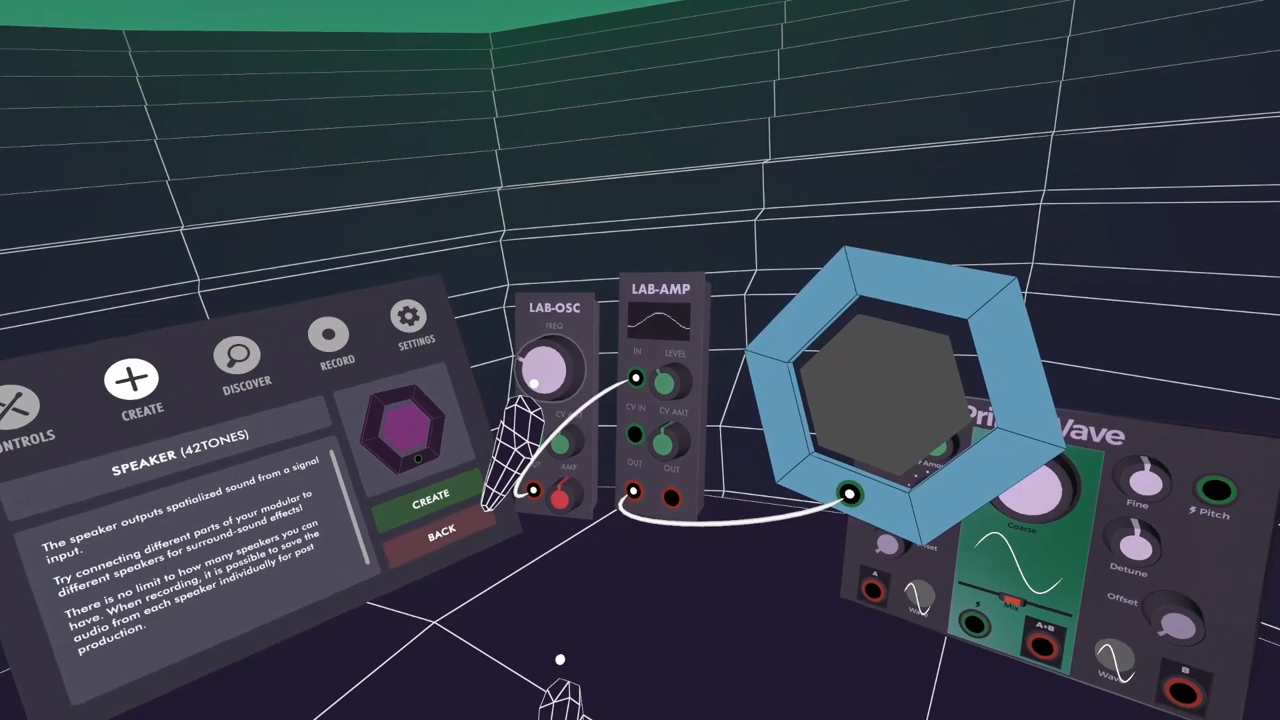 CONTROLS
CREATE
DISCOVER
RECORD
SETTINGS
SPEAKER (42TONES)
The speaker outputs spatialized sound from a signal
input.
Try connecting different parts of your modular to
different speakers for surround-sound effects!
There is no limit to how many speakers you can
have. When recording, it is possible to save the
audio from each speaker individually for post
production.
CREATE
BACK
LAB-OSC
FREQ
AMP
LAB-AMP
IN
LEVEL
CV IN
CV AMT
OUT
OUT
Wave
Coarse
Fine
Pitch
Detune
Offset
Mix
A
A+B
B